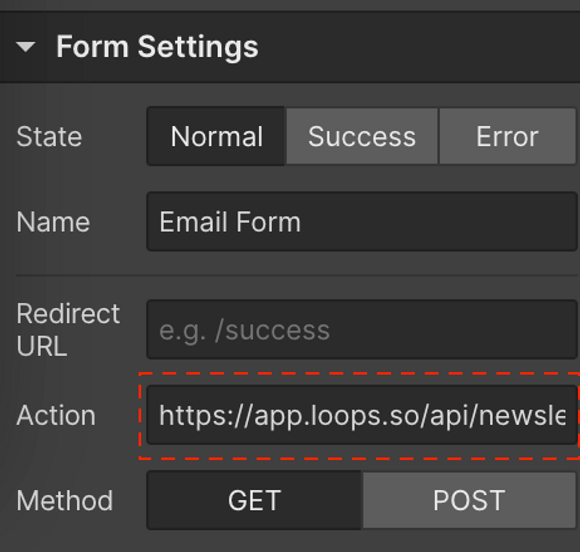 Form Settings
State
Normal
Success
Error
Name
Email Form
Redirect
URL
e.g. /success
Action
https://app.loops.so/api/newsle
Method
GET
POST